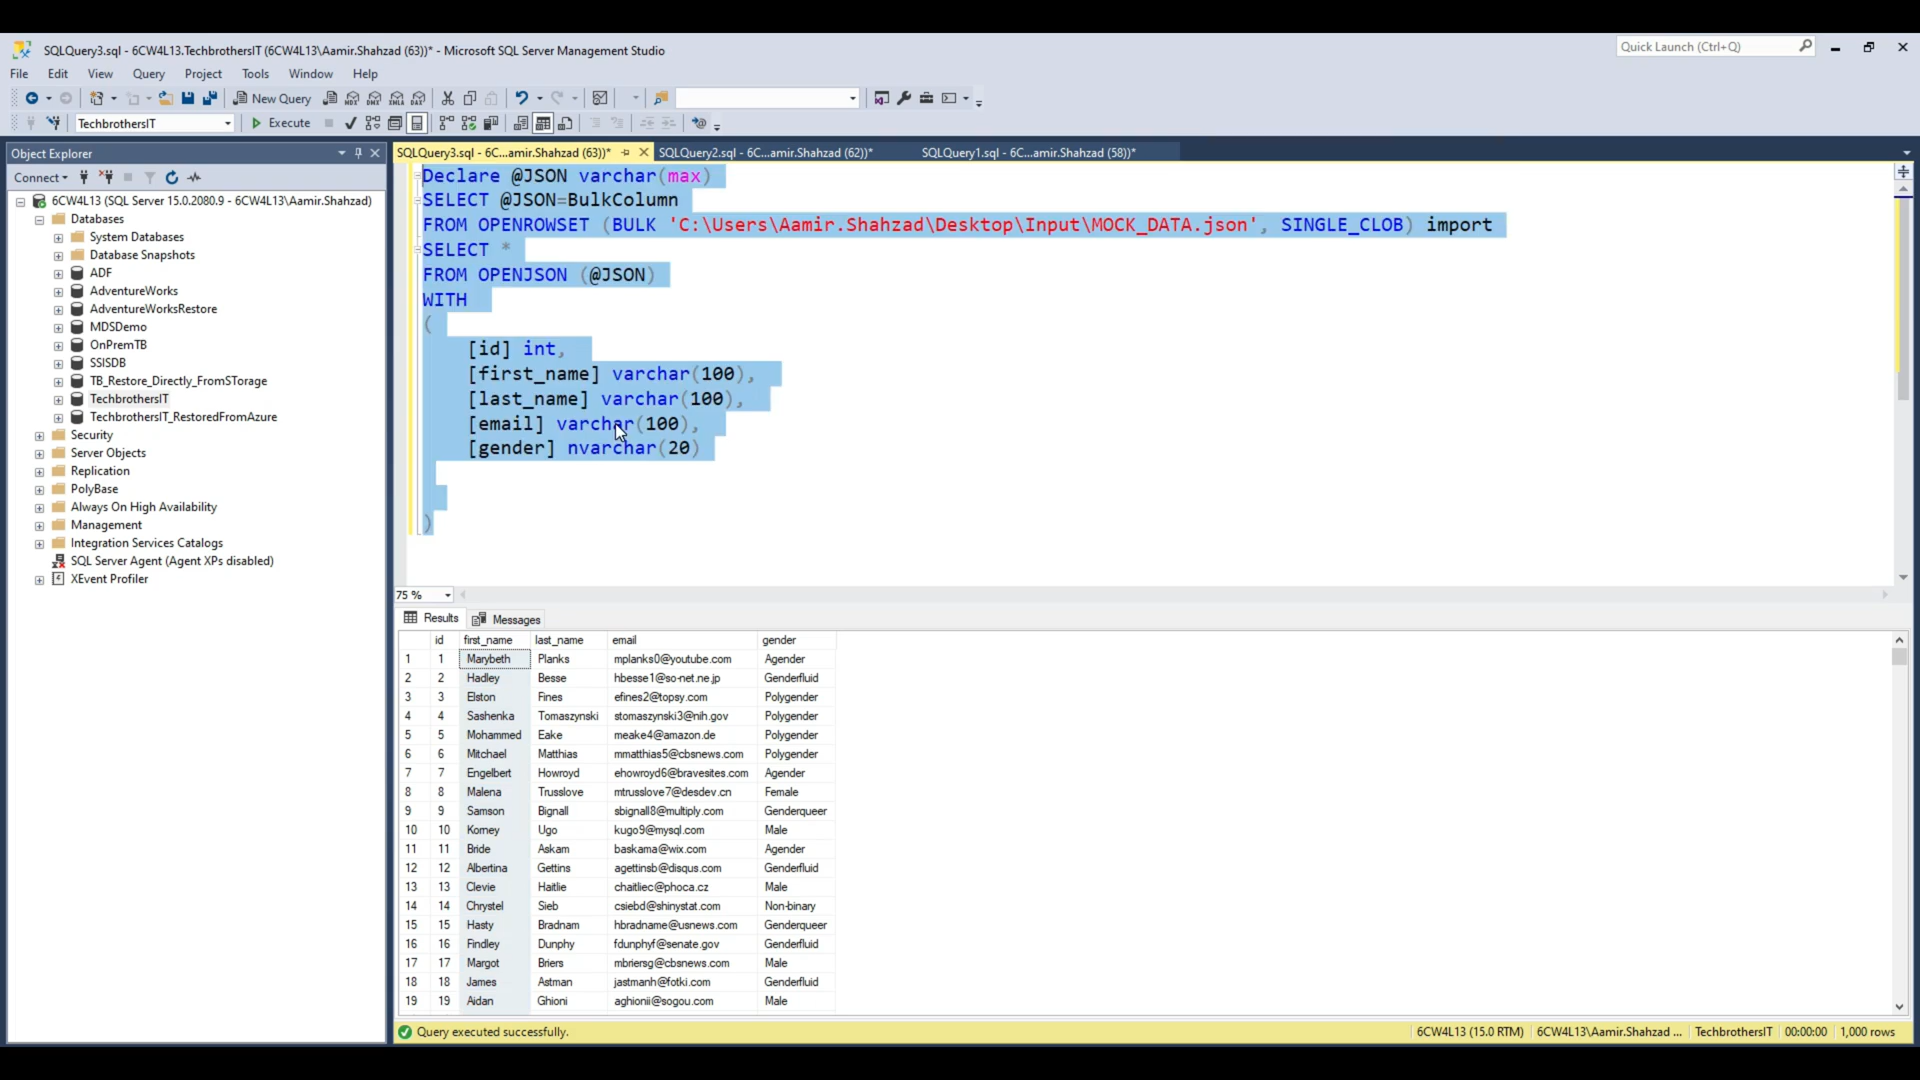 SQLQuery3.sql - 6CW4L13.TechbrothersIT (6CW4L13\Aamir.Shahzad (63))* - Microsoft SQL Server Management Studio
Quick Launch (Ctrl+Q)
File Edit View Query Project Tools Window Help
New Query
TechbrothersIT Execute
Object Explorer
SQLQuery3.sql - 6C...amir.Shahzad (63))* SQLQuery2.sql - 6C...amir.Shahzad (62))* SQLQuery1.sql - 6C...amir.Shahzad (58))*
Connect
6CW4L13 (SQL Server 15.0.2080.9 - 6CW4L13\Aamir.Shahzad)
Databases
System Databases
Database Snapshots
ADF
AdventureWorks
AdventureWorksRestore
MDSDemo
OnPremTB
SSISDB
TB_Restore_Directly_FromSTorage
TechbrothersIT
TechbrothersIT_RestoredFromAzure
Security
Server Objects
Replication
PolyBase
Always On High Availability
Management
Integration Services Catalogs
SQL Server Agent (Agent XPs disabled)
XEvent Profiler
Declare @JSON varchar(max)
SELECT @JSON=BulkColumn
FROM OPENROWSET (BULK 'C:\Users\Aamir.Shahzad\Desktop\Input\MOCK_DATA.json', SINGLE_CLOB) import
SELECT *
FROM OPENJSON (@JSON)
WITH
(
[id] int,
[first_name] varchar(100),
[last_name] varchar(100),
[email] varchar(100),
[gender] nvarchar(20)
)
75 %
Results Messages
id first_name last_name email gender
1 1 Marybeth Planks mplanks0@youtube.com Agender
2 2 Hadley Besse hbesse1@so-net.ne.jp Genderfluid
3 3 Elston Fines efines2@topsy.com Polygender
4 4 Sashenka Tomaszynski stomaszynski3@nih.gov Polygender
5 5 Mohammed Eake meake4@amazon.de Polygender
6 6 Mitchael Matthias mmatthias5@cbsnews.com Polygender
7 7 Engelbert Howroyd ehowroyd6@bravesites.com Agender
8 8 Malena Trusslove mtrusslove7@desdev.cn Female
9 9 Samson Bignall sbignall8@multiply.com Genderqueer
10 10 Korney Ugo kugo9@mysql.com Male
11 11 Bride Askam baskama@wix.com Agender
12 12 Albertina Gettins agettinsb@disqus.com Genderfluid
13 13 Clevie Haitlie chaitliec@phoca.cz Male
14 14 Chrystel Sieb csiebd@shinystat.com Non-binary
15 15 Hasty Bradnam hbradname@usnews.com Genderqueer
16 16 Findley Dunphy fdunphyf@senate.gov Genderfluid
17 17 Margot Briers mbriersg@cbsnews.com Male
18 18 James Astman jastmanh@fotki.com Genderfluid
19 19 Aidan Ghioni aghionii@sogou.com Male
Query executed successfully. 6CW4L13 (15.0 RTM) 6CW4L13\Aamir.Shahzad ... TechbrothersIT 00:00:00 1,000 rows